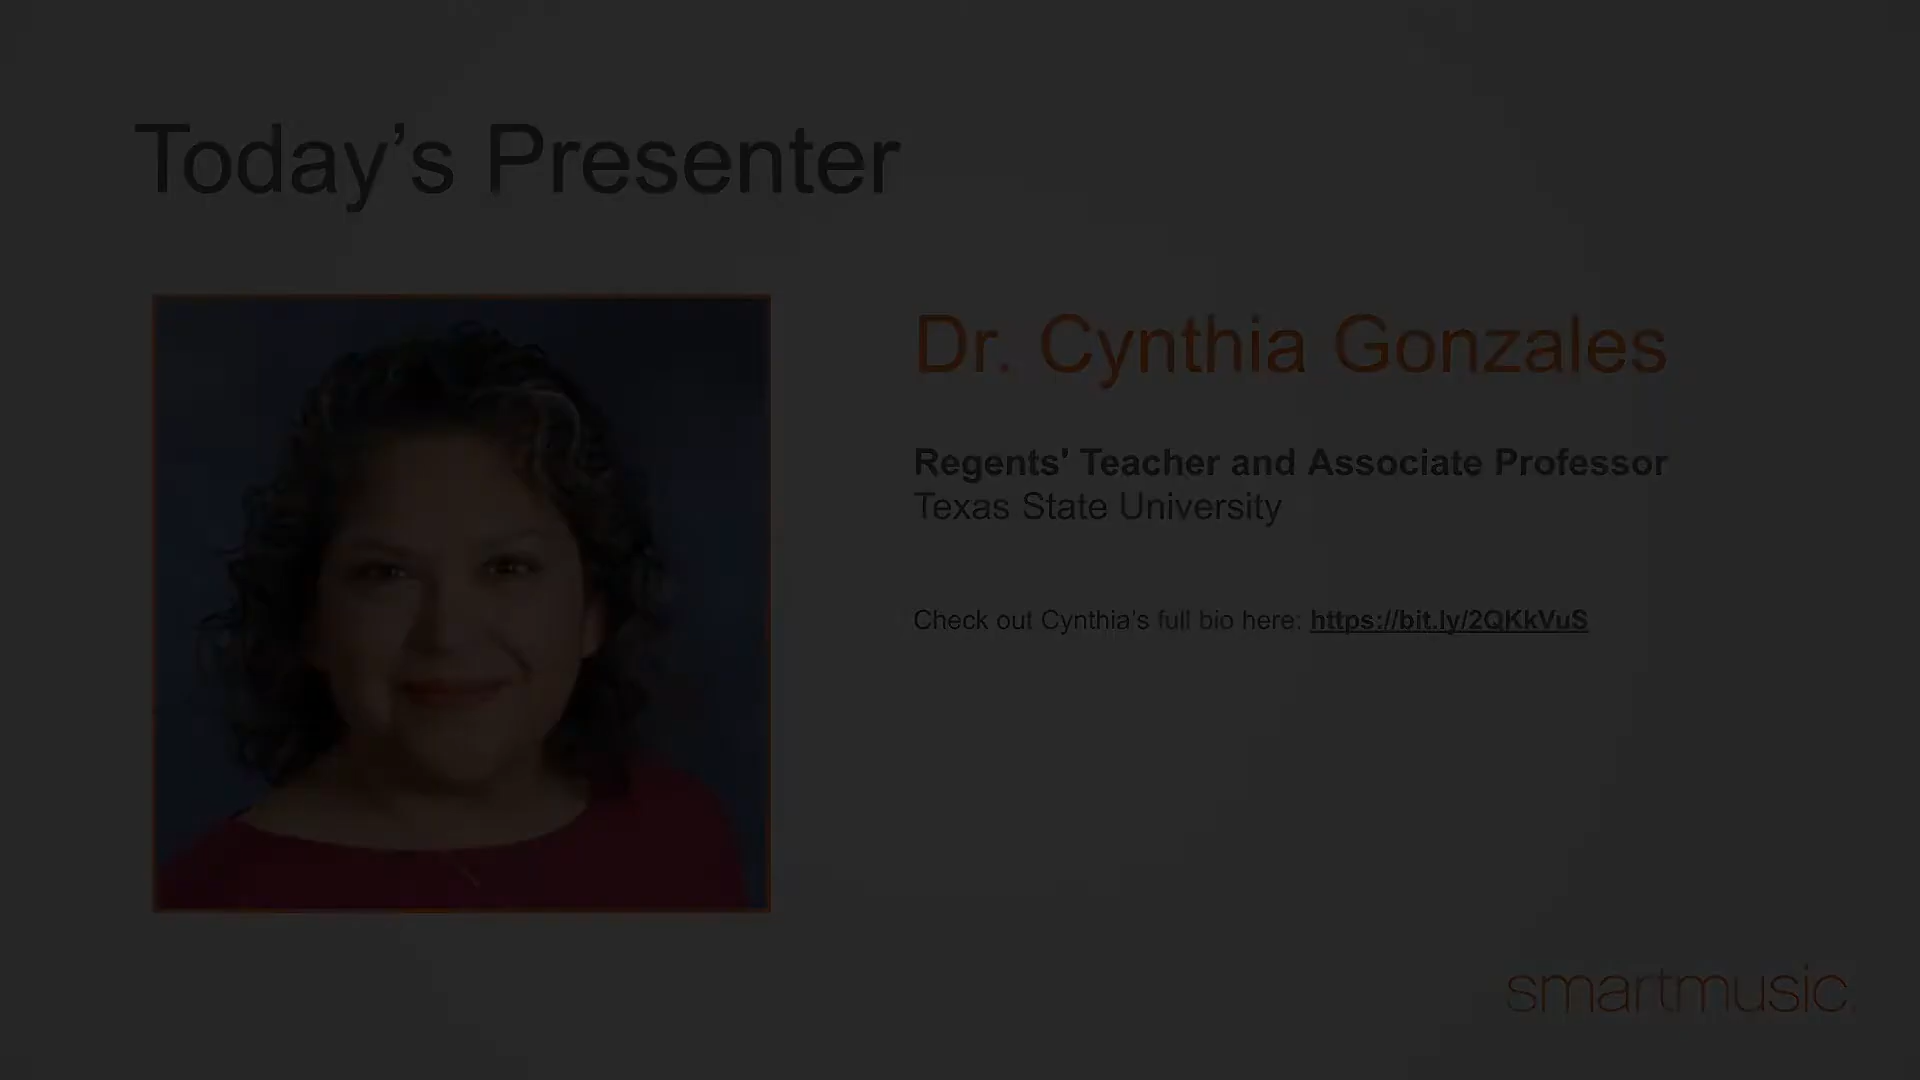 Today’s Presenter
Dr. Cynthia Gonzales
Regents' Teacher and Associate Professor
Texas State University
Check out Cynthia's full bio here: https://bit.ly/2QKkVuS
smartmusic